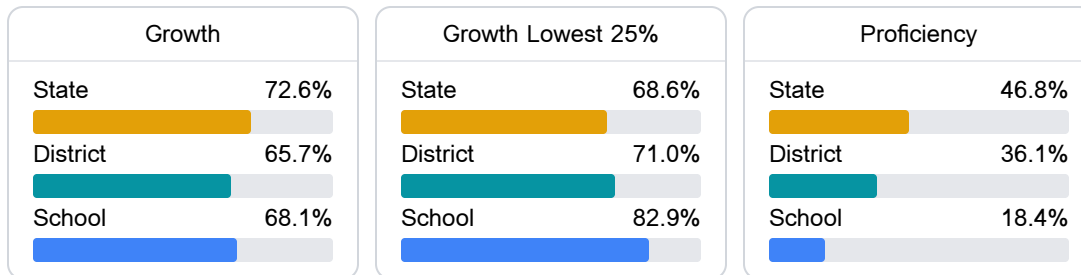 Growth
State 72.6%
District 65.7%
School 68.1%
Growth Lowest 25%
State 68.6%
District 71.0%
School 82.9%
Proficiency
State 46.8%
District 36.1%
School 18.4%